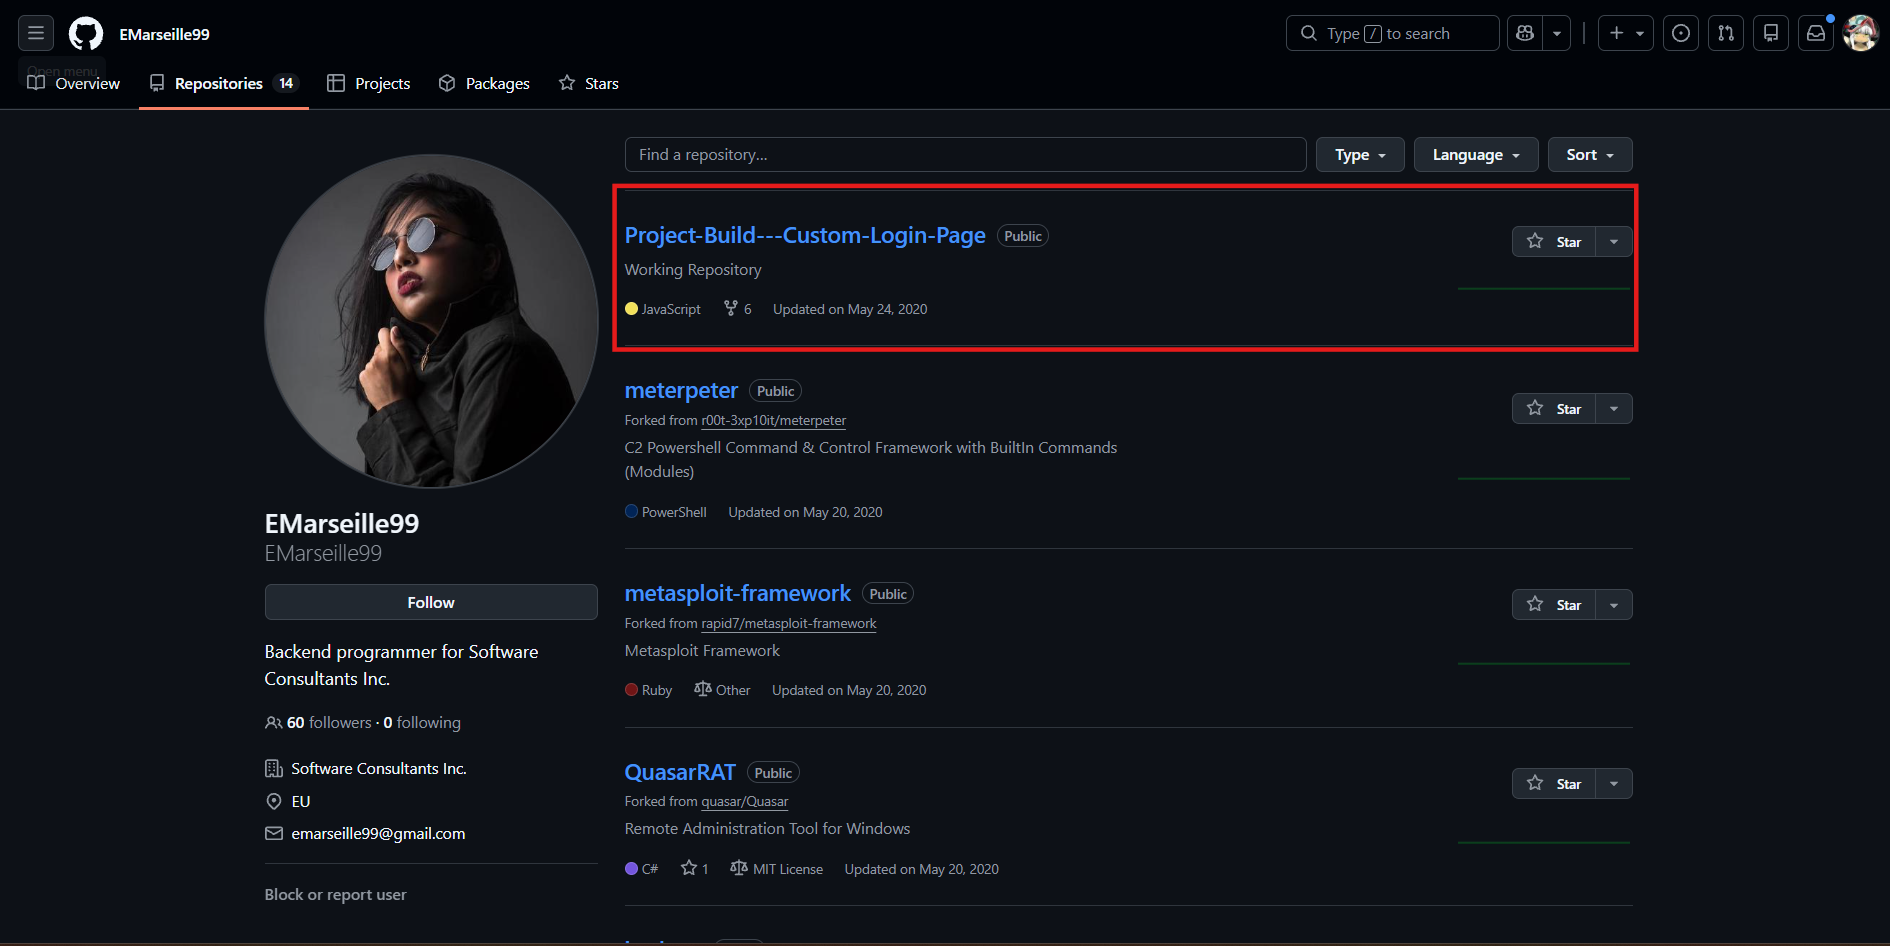 EMarseille99
Type / to search
Open menu
Overview
Repositories 14
Projects
Packages
Stars
Find a repository...
Type
Language
Sort
Project-Build---Custom-Login-Page Public
Star
Working Repository
JavaScript 6 Updated on May 24, 2020
meterpeter Public
Star
Forked from r00t-3xp10it/meterpeter
C2 Powershell Command & Control Framework with BuiltIn Commands
(Modules)
PowerShell Updated on May 20, 2020
metasploit-framework Public
Star
Forked from rapid7/metasploit-framework
Metasploit Framework
Ruby Other Updated on May 20, 2020
QuasarRAT Public
Star
Forked from quasar/Quasar
Remote Administration Tool for Windows
C# 1 MIT License Updated on May 20, 2020
EMarseille99
EMarseille99
Follow
Backend programmer for Software
Consultants Inc.
60 followers · 0 following
Software Consultants Inc.
EU
emarseille99@gmail.com
Block or report user